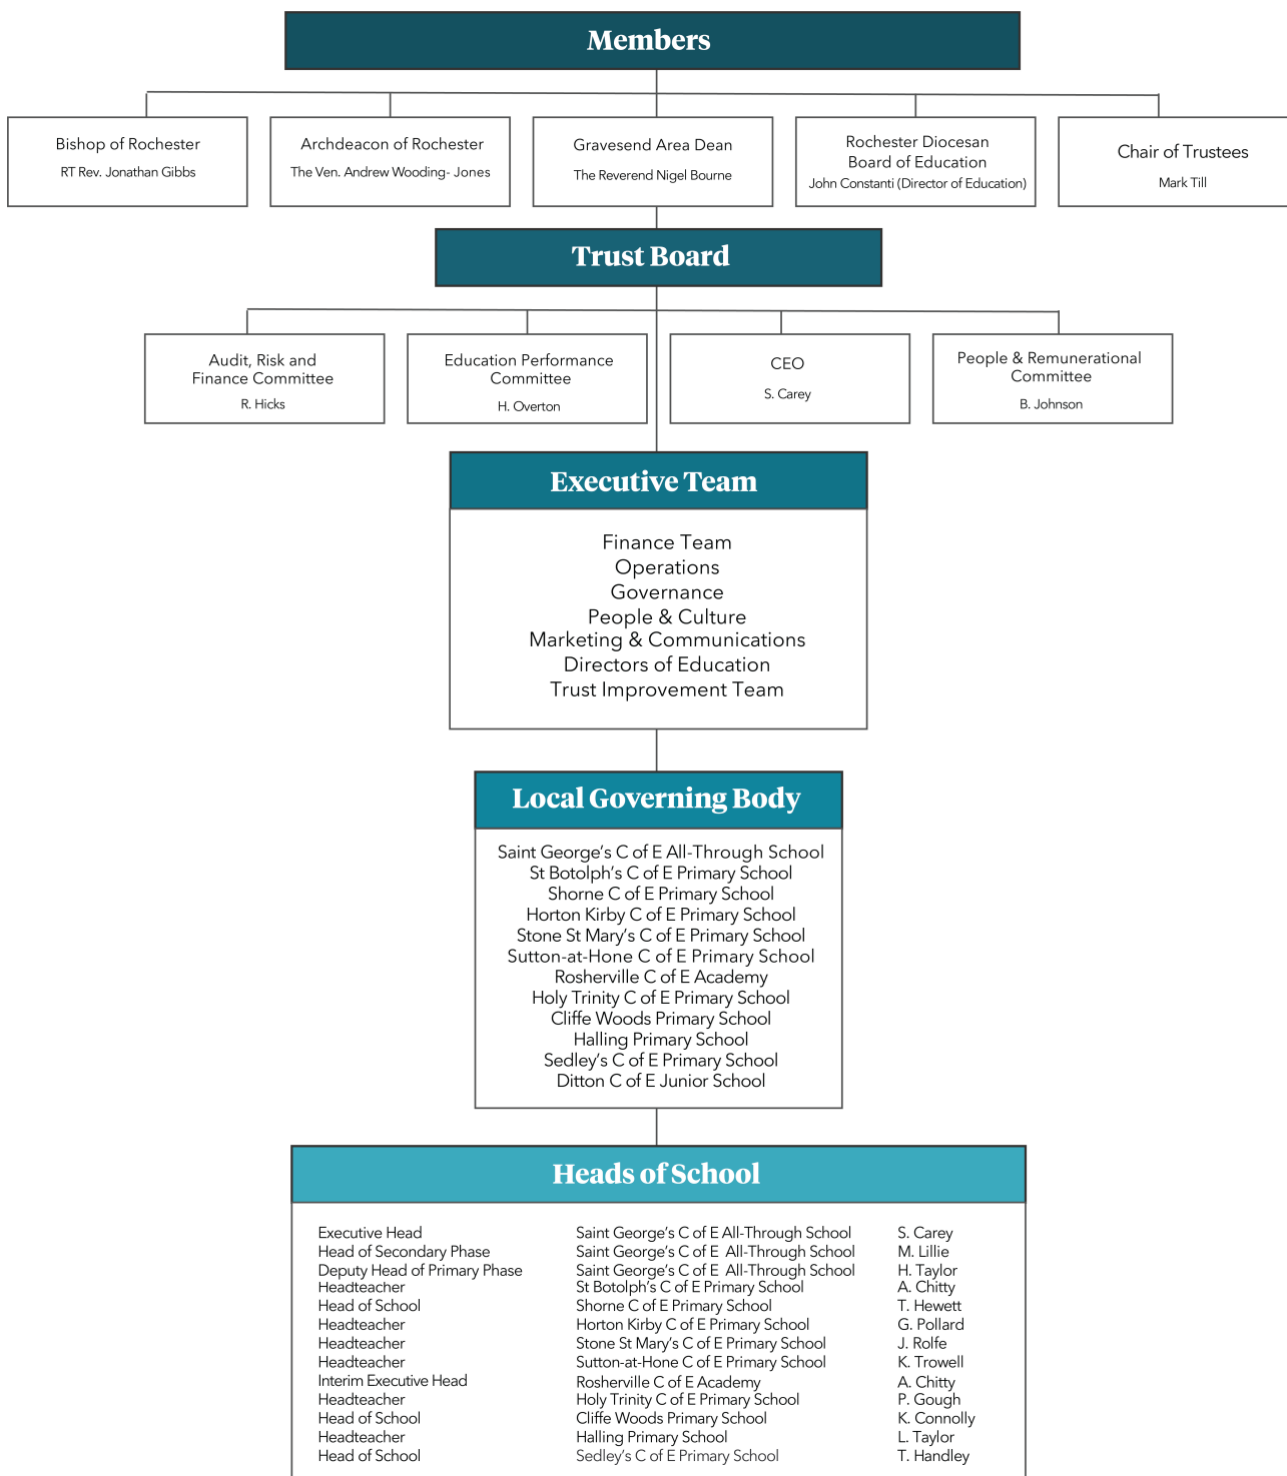 Members
Bishop of Rochester
RT Rev. Jonathan Gibbs
Archdeacon of Rochester
The Ven. Andrew Wooding- Jones
Gravesend Area Dean
The Reverend Nigel Bourne
Rochester Diocesan
Board of Education
John Constanti (Director of Education)
Chair of Trustees
Mark Till
Trust Board
Audit, Risk and
Finance Committee
R. Hicks
Education Performance
Committee
H. Overton
CEO
S. Carey
People & Remunerational
Committee
B. Johnson
Executive Team
Finance Team
Operations
Governance
People & Culture
Marketing & Communications
Directors of Education
Trust Improvement Team
Local Governing Body
Saint George's C of E All-Through School
St Botolph's C of E Primary School
Shorne C of E Primary School
Horton Kirby C of E Primary School
Stone St Mary's C of E Primary School
Sutton-at-Hone C of E Primary School
Rosherville C of E Academy
Holy Trinity C of E Primary School
Cliffe Woods Primary School
Halling Primary School
Sedley's C of E Primary School
Ditton C of E Junior School
Heads of School
Executive Head Saint George's C of E All-Through School S. Carey
Head of Secondary Phase Saint George's C of E All-Through School M. Lillie
Deputy Head of Primary Phase Saint George's C of E All-Through School H. Taylor
Headteacher St Botolph's C of E Primary School A. Chitty
Head of School Shorne C of E Primary School T. Hewett
Headteacher Horton Kirby C of E Primary School G. Pollard
Headteacher Stone St Mary's C of E Primary School J. Rolfe
Headteacher Sutton-at-Hone C of E Primary School K. Trowell
Interim Executive Head Rosherville C of E Academy A. Chitty
Headteacher Holy Trinity C of E Primary School P. Gough
Head of School Cliffe Woods Primary School K. Connolly
Headteacher Halling Primary School L. Taylor
Head of School Sedley's C of E Primary School T. Handley